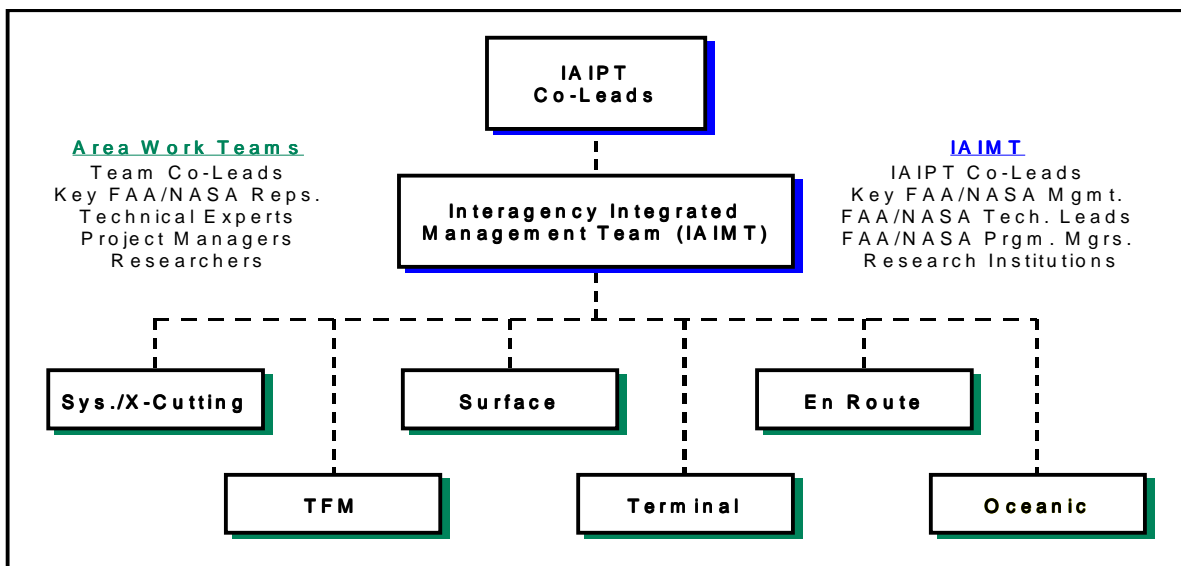 IAIPT
Co-Leads
Area Work Teams
Team Co-Leads
Key FAA/NASA Reps.
Technical Experts
Project Managers
Researchers
Interagency Integrated
Management Team (IAIMT)
IAIMT
IAIPT Co-Leads
Key FAA/NASA Mgmt.
FAA/NASA Tech. Leads
FAA/NASA Prgm. Mgrs.
Research Institutions
Sys./X-Cutting
Surface
En Route
TFM
Terminal
Oceanic